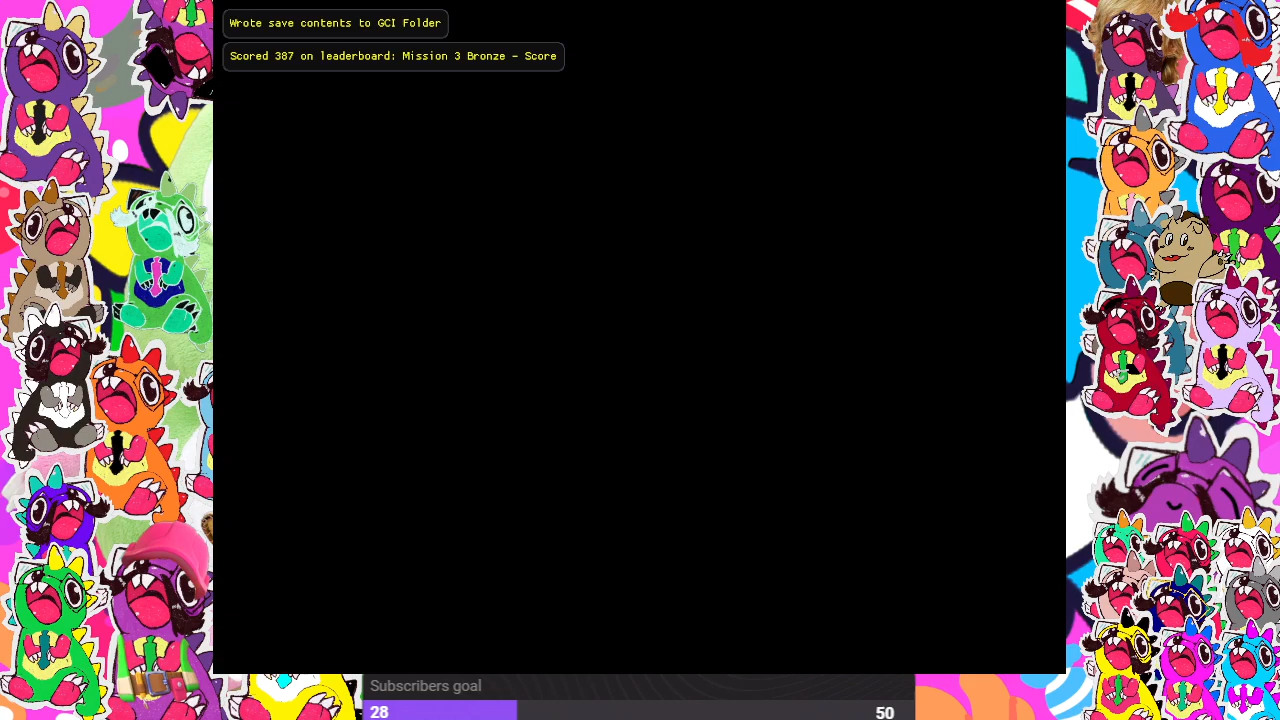 Wrote save contents to GCI Folder
Scored 387 on leaderboard: Mission 3 Bronze - Score
Subscribers goal
28 50